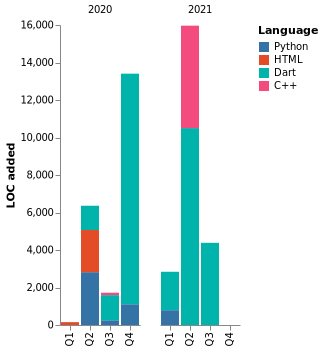 2020 2021
Language
Python
HTML
Dart
C++
LOC added
16,000
14,000
12,000
10,000
8,000
6,000
4,000
2,000
0
Q1 Q2 Q3 Q4 Q1 Q2 Q3 Q4